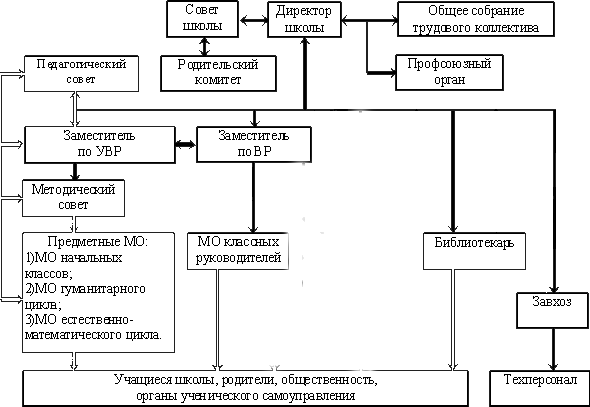 Совет
школы
Директор
школы
Общее собрание
трудового коллектива
Родительский
комитет
Профсоюзный
орган
Педагогический
совет
Заместитель
по УВР
Заместитель
по ВР
Методический
совет
Предметные МО:
1)МО начальных
классов;
2)МО гуманитарного
цикла;
3)МО естественно-
математического цикла.
МО классных
руководителей
Библиотекарь
Завхоз
Учащиеся школы, родители, общественность,
органы ученического самоуправления
Техперсонал